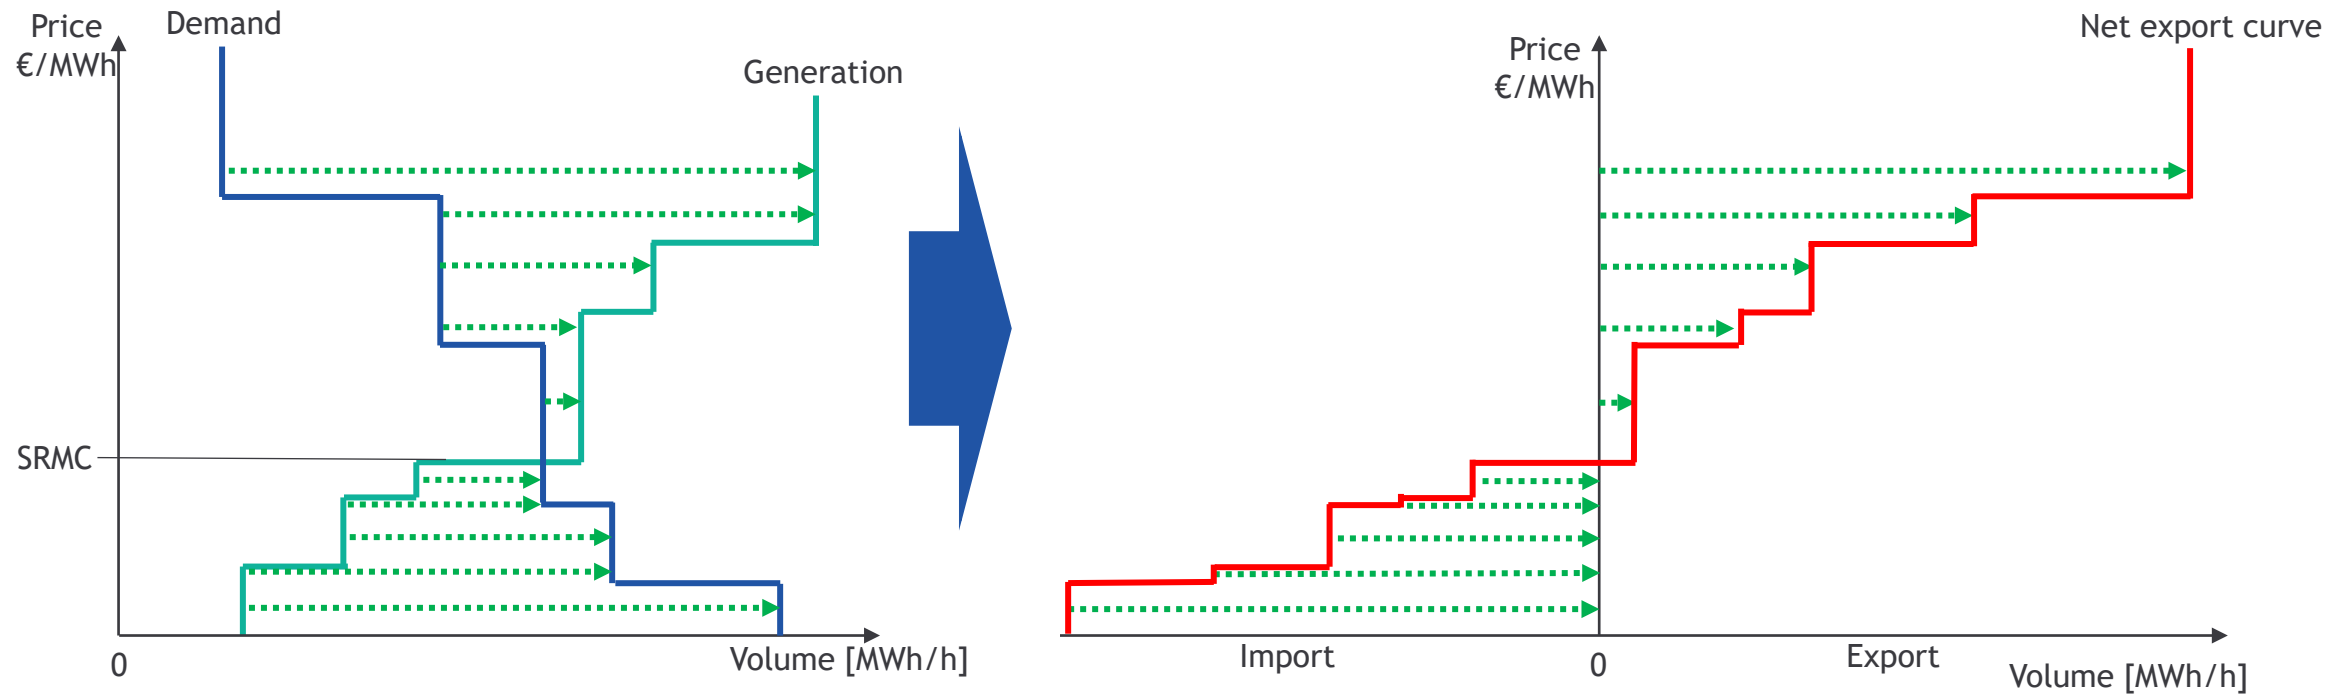 Price
€/MWh
Demand
Generation
SRMC
0
Volume [MWh/h]
Price
€/MWh
Net export curve
Import
0
Export
Volume [MWh/h]